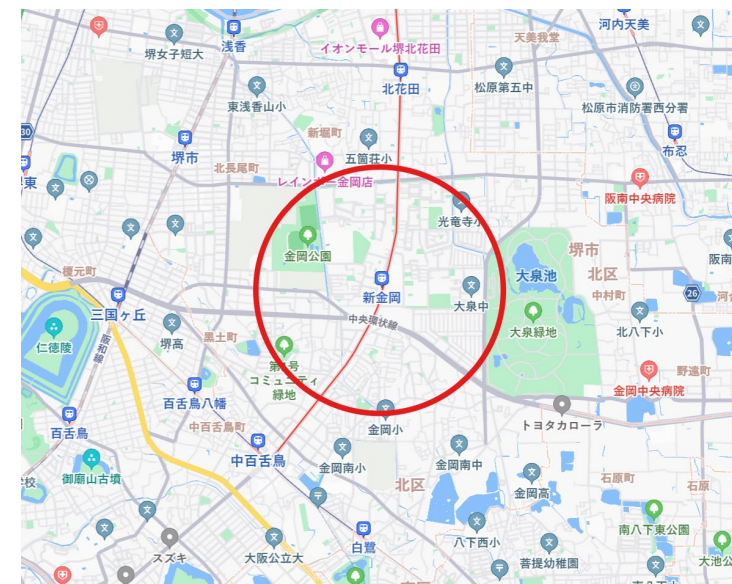 河内天美
浅香
堺女子短大
イオンモール堺北花田
天美我堂
北花田
松原第五中
東浅香山小
松原市消防署西分署
新堀町
五箇荘小
布忍
堺市
北長尾町
レインボー金岡店
東
阪南中央病院
光竜寺小
堺市
北区
金岡公園
大泉池
阪南
榎元町
新金岡
中村町
26
大泉中
三国ヶ丘
中央環状線
大泉緑地
北八下小
仁徳陵
阪和線
堺高
黒土町
コミュニティ
緑地
野遠町
金岡中央病院
百舌鳥八幡
トヨタカローラ
百舌鳥
中百舌鳥町
金岡小
中百舌鳥
金岡南小
金岡南中
御廟山古墳
北区
金岡高
石原町
石原
南八下東公園
白鷺
八下西小
スズキ
大阪公立大
菩提幼稚園
大池公